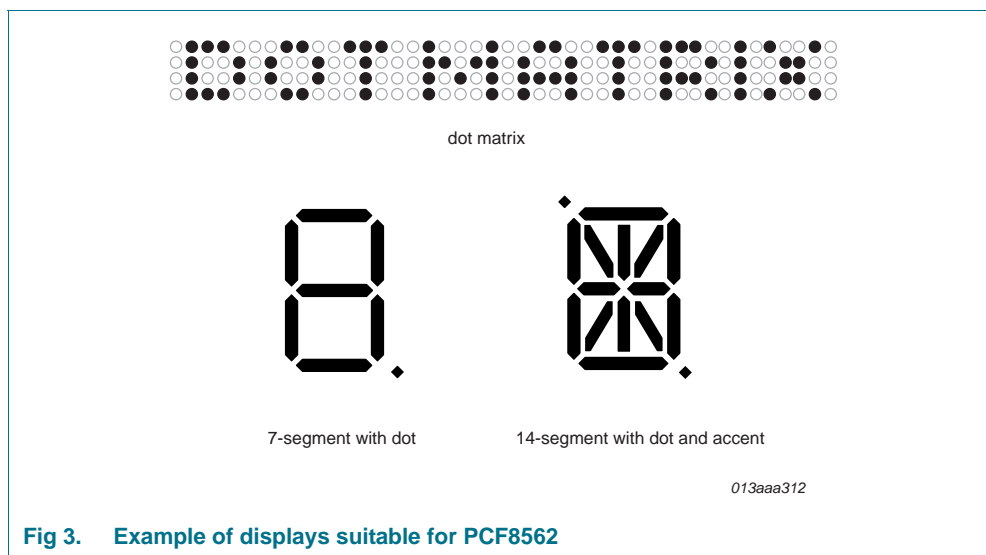 DOTMATRIX
dot matrix
7-segment with dot
14-segment with dot and accent
013aaa312
Fig 3. Example of displays suitable for PCF8562